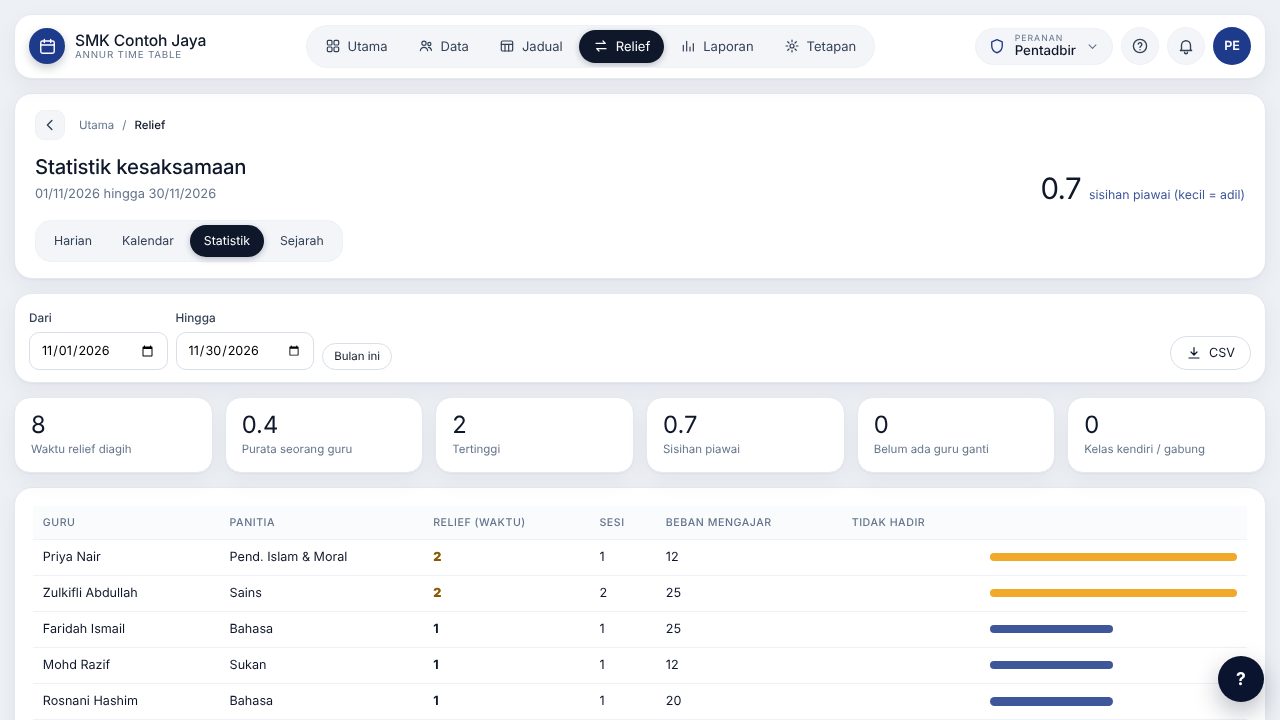 SMK Contoh Jaya
ANNUR TIME TABLE
Utama
Data
Jadual
Relief
Laporan
Tetapan
PERANAN
Pentadbir
PE
Utama / Relief
Statistik kesaksamaan
01/11/2026 hingga 30/11/2026
0.7 sisihan piawai (kecil = adil)
Harian
Kalendar
Statistik
Sejarah
Dari
Hingga
11/01/2026
11/30/2026
Bulan ini
CSV
8
Waktu relief diagih
0.4
Purata seorang guru
2
Tertinggi
0.7
Sisihan piawai
0
Belum ada guru ganti
0
Kelas kendiri / gabung
GURU PANITIA RELIEF (WAKTU) SESI BEBAN MENGAJAR TIDAK HADIR
Priya Nair Pend. Islam & Moral 2 1 12
Zulkifli Abdullah Sains 2 2 25
Faridah Ismail Bahasa 1 1 25
Mohd Razif Sukan 1 1 12
Rosnani Hashim Bahasa 1 1 20
?